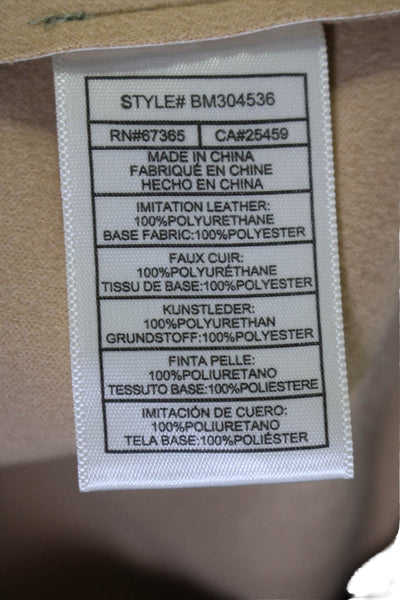 STYLE# BM304536
RN#67365 CA#25459
MADE IN CHINA
FABRIQUÉ EN CHINE
HECHO EN CHINA
IMITATION LEATHER:
100%POLYURETHANE
BASE FABRIC:100%POLYESTER
FAUX CUIR:
100%POLYURÉTHANE
TISSU DE BASE:100%POLYESTER
KUNSTLEDER:
100%POLYURETHAN
GRUNDSTOFF:100%POLYESTER
FINTA PELLE:
100%POLIURETANO
TESSUTO BASE:100%POLIESTERE
IMITACIÓN DE CUERO:
100%POLIURETANO
TELA BASE:100%POLIÉSTER